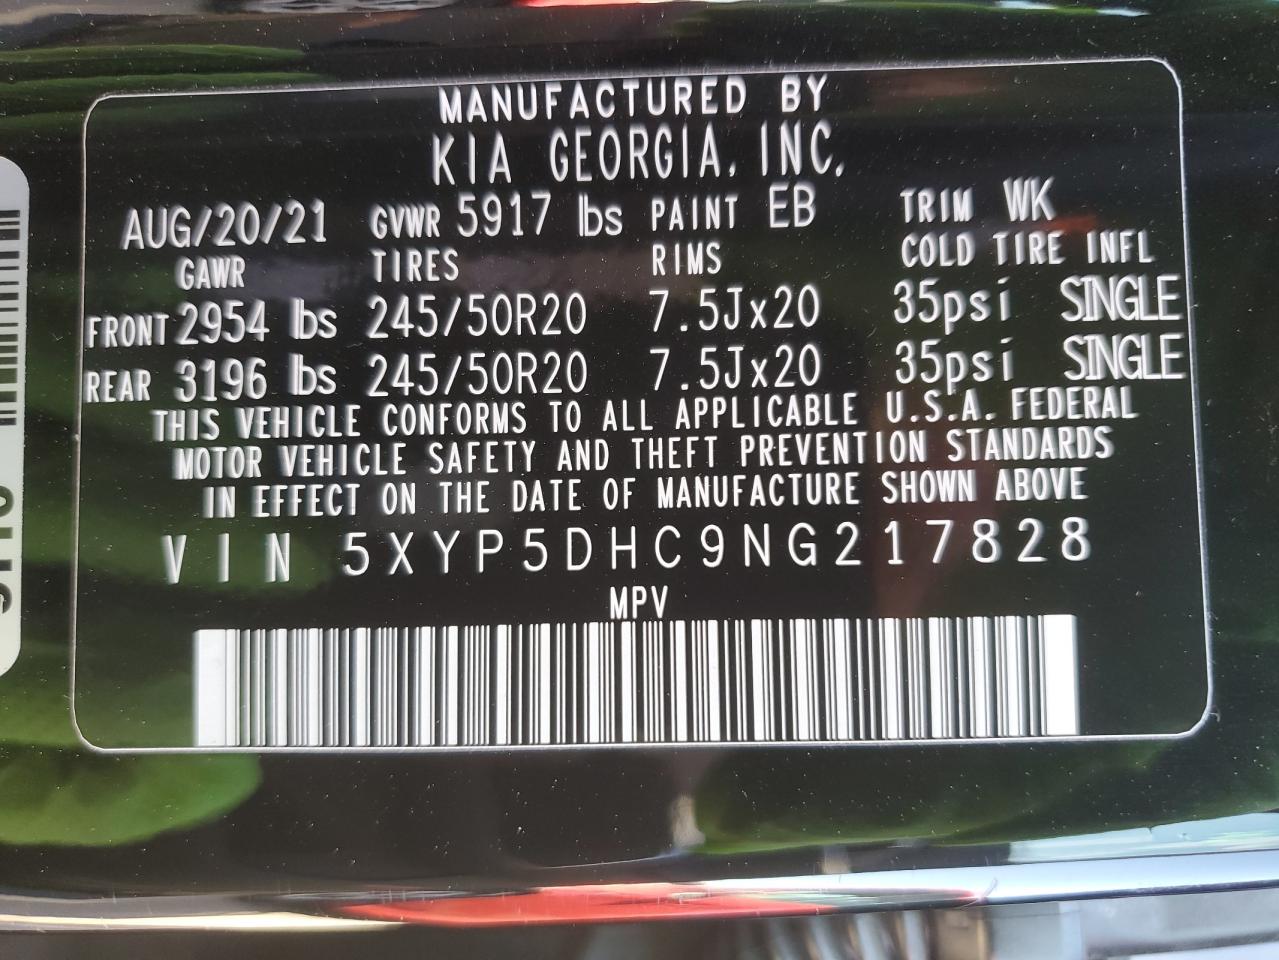 MANUFACTURED BY
KIA GEORGIA, INC.
AUG/20/21 GVWR 5917 lbs PAINT EB TRIM WK
GAWR TIRES RIMS COLD TIRE INFL
FRONT 2954 lbs 245/50R20 7.5Jx20 35psi SINGLE
REAR 3196 lbs 245/50R20 7.5Jx20 35psi SINGLE
THIS VEHICLE CONFORMS TO ALL APPLICABLE U.S.A. FEDERAL
MOTOR VEHICLE SAFETY AND THEFT PREVENTION STANDARDS
IN EFFECT ON THE DATE OF MANUFACTURE SHOWN ABOVE
VIN 5XYP5DHC9NG217828
MPV